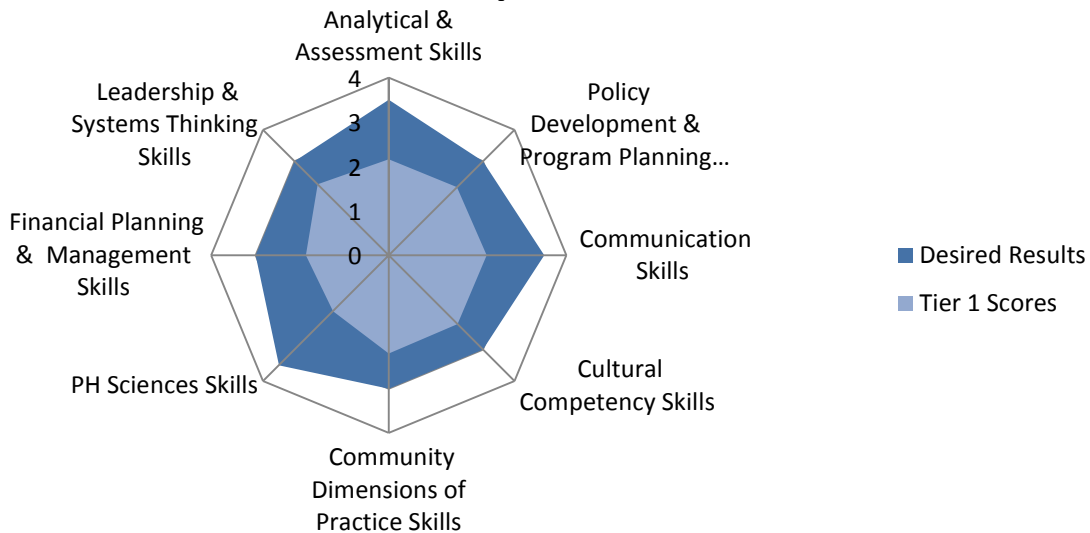 Analytical &
Assessment Skills
Policy
Development &
Program Planning...
Communication
Skills
Cultural
Competency Skills
Community
Dimensions of
Practice Skills
PH Sciences Skills
Financial Planning
& Management
Skills
Leadership &
Systems Thinking
Skills
4
3
2
1
0
Desired Results
Tier 1 Scores